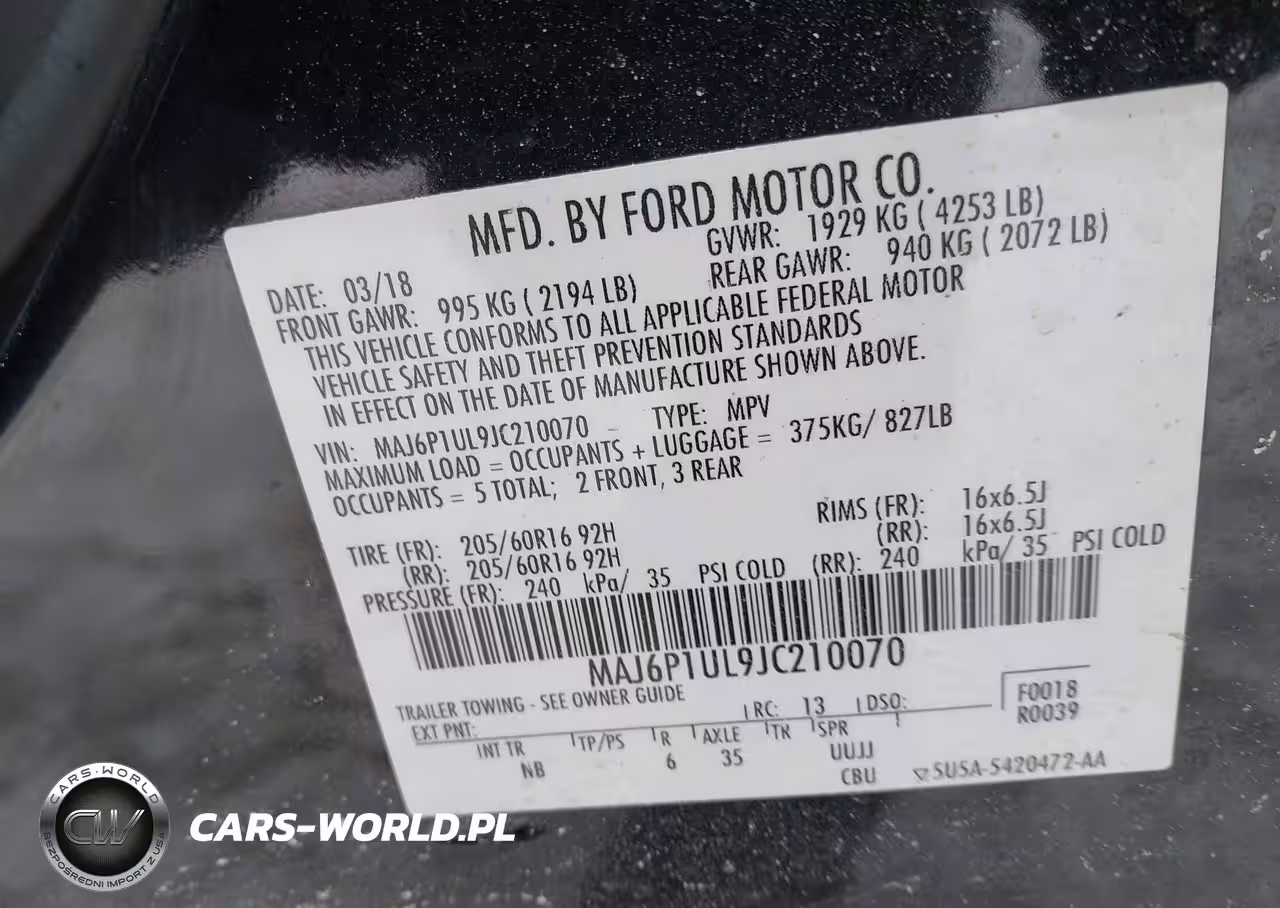 MFD. BY FORD MOTOR CO.
DATE: 03/18 GVWR: 1929 KG ( 4253 LB)
FRONT GAWR: 995 KG ( 2194 LB) REAR GAWR: 940 KG ( 2072 LB)
THIS VEHICLE CONFORMS TO ALL APPLICABLE FEDERAL MOTOR
VEHICLE SAFETY AND THEFT PREVENTION STANDARDS
IN EFFECT ON THE DATE OF MANUFACTURE SHOWN ABOVE.
VIN: MAJ6P1UL9JC210070 TYPE: MPV
MAXIMUM LOAD = OCCUPANTS + LUGGAGE = 375KG/ 827LB
OCCUPANTS = 5 TOTAL; 2 FRONT, 3 REAR
TIRE (FR): 205/60R16 92H RIMS (FR): 16x6.5J
(RR): 205/60R16 92H (RR): 16x6.5J
PRESSURE (FR): 240 kPa/ 35 PSI COLD (RR): 240 kPa/ 35 PSI COLD
MAJ6P1UL9JC210070
TRAILER TOWING - SEE OWNER GUIDE
EXT PNT: RC: 13 DSO: F0018
R0039
INT TR TP/PS R AXLE TR SPR
NB 6 35 UUJJ
CBU 5U5A-5420472-AA
CARS-WORLD
CW
BEZPOŚREDNI IMPORT Z USA
CARS-WORLD.PL